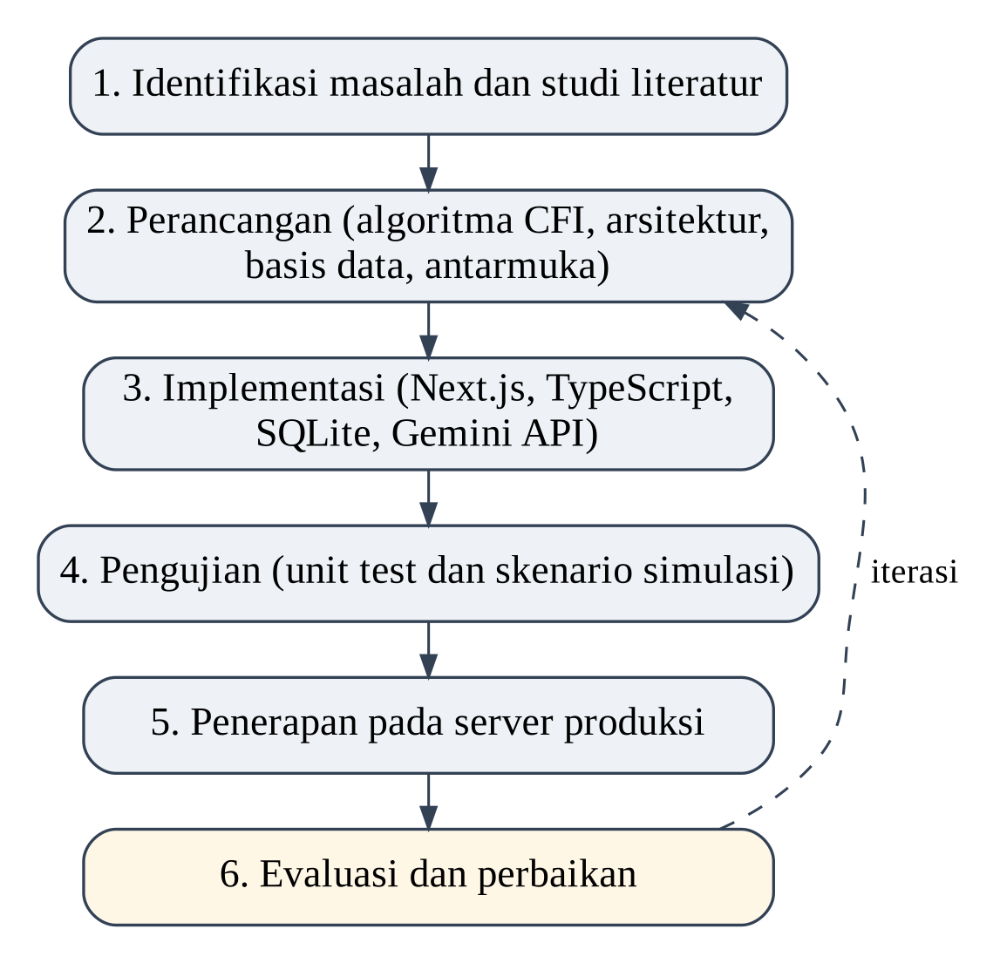 1. Identifikasi masalah dan studi literatur
2. Perancangan (algoritma CFI, arsitektur,
basis data, antarmuka)
3. Implementasi (Next.js, TypeScript,
SQLite, Gemini API)
4. Pengujian (unit test dan skenario simulasi)
iterasi
5. Penerapan pada server produksi
6. Evaluasi dan perbaikan